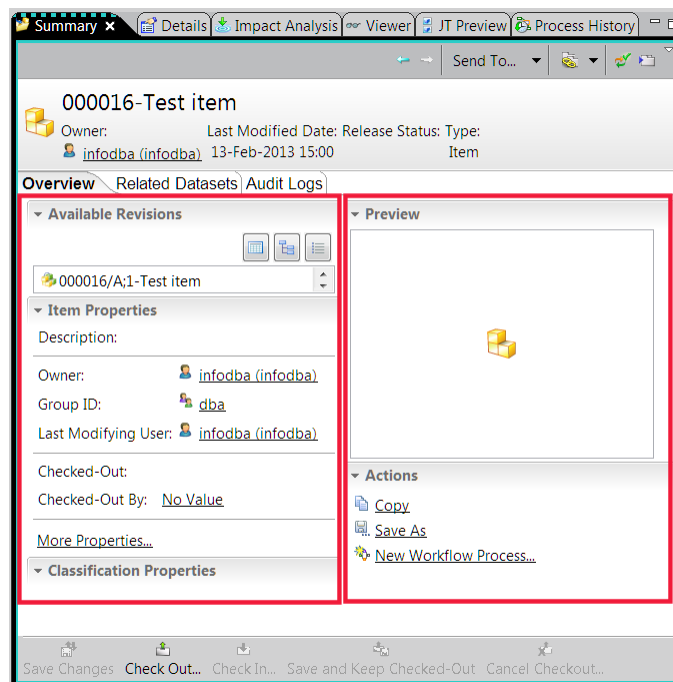 Summary Details Impact Analysis Viewer JT Preview Process History
Send To...
000016-Test item
Owner: Last Modified Date: Release Status: Type:
infodba (infodba) 13-Feb-2013 15:00 Item
Overview Related Datasets Audit Logs
Available Revisions
000016/A;1-Test item
Item Properties
Description:
Owner: infodba (infodba)
Group ID: dba
Last Modifying User: infodba (infodba)
Checked-Out:
Checked-Out By: No Value
More Properties...
Classification Properties
Preview
Actions
Copy
Save As
New Workflow Process...
Save Changes Check Out... Check In... Save and Keep Checked-Out Cancel Checkout...